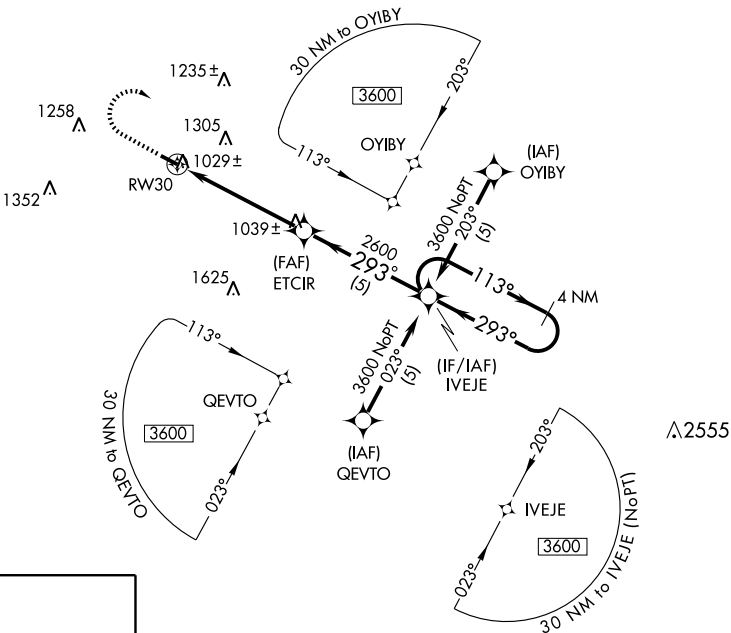 30 NM to OYIBY
1235±
3600
203°
1258
1305
OYIBY
(IAF)
OYIBY
113°
1029±
RW30
1352
3600 NoPT
203°
(5)
1039±
2600
293°
(5)
(FAF)
ETCIR
113°
4 NM
1625
293°
(IF/IAF)
IVEJE
3600 NoPT
023°
(5)
113°
QEVTO
30 NM to QEVTO
3600
023°
(IAF)
QEVTO
2555
203°
IVEJE
3600
023°
30 NM to IVEJE (NoPT)